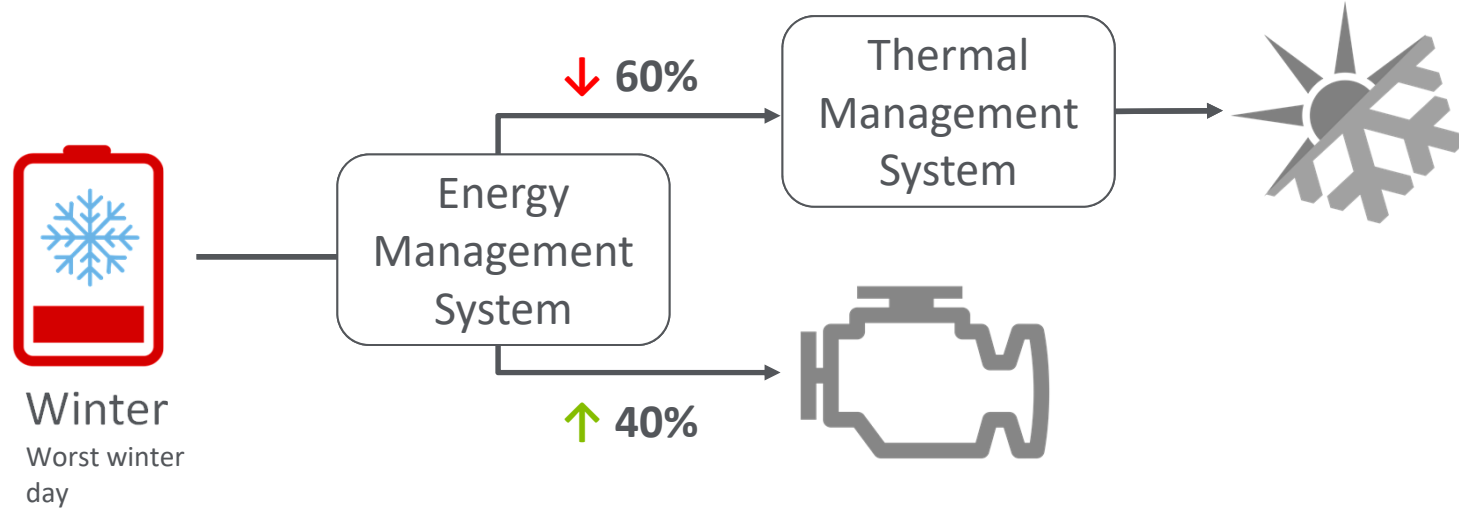 ↓ 60%
Thermal
Management
System
Energy
Management
System
↑ 40%
Winter
Worst winter
day